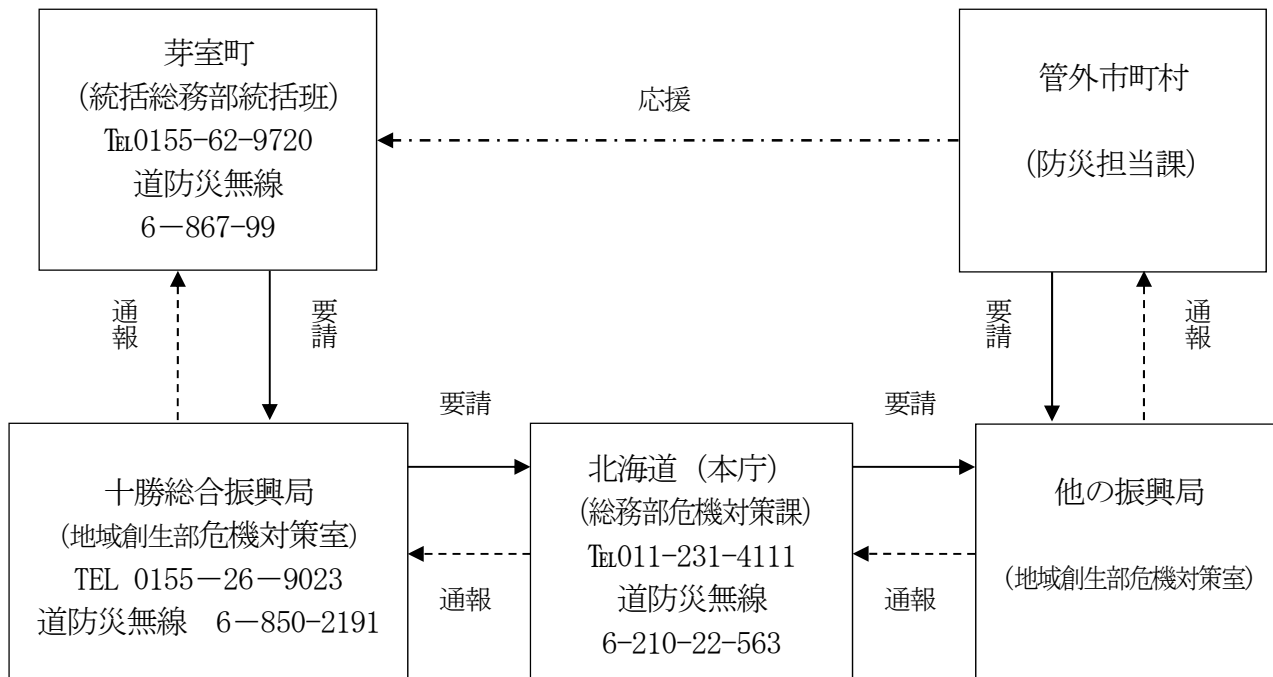 芽室町
(統括総務部統括班)
℡0155-62-9720
道防災無線
6－867-99
応援
管外市町村
(防災担当課)
通報
要請
要請
通報
要請
要請
十勝総合振興局
(地域創生部危機対策室)
TEL 0155－26－9023
道防災無線　6－850-2191
北海道（本庁）
(総務部危機対策課)
℡011-231-4111
道防災無線
6-210-22-563
他の振興局
(地域創生部危機対策室)
通報
通報